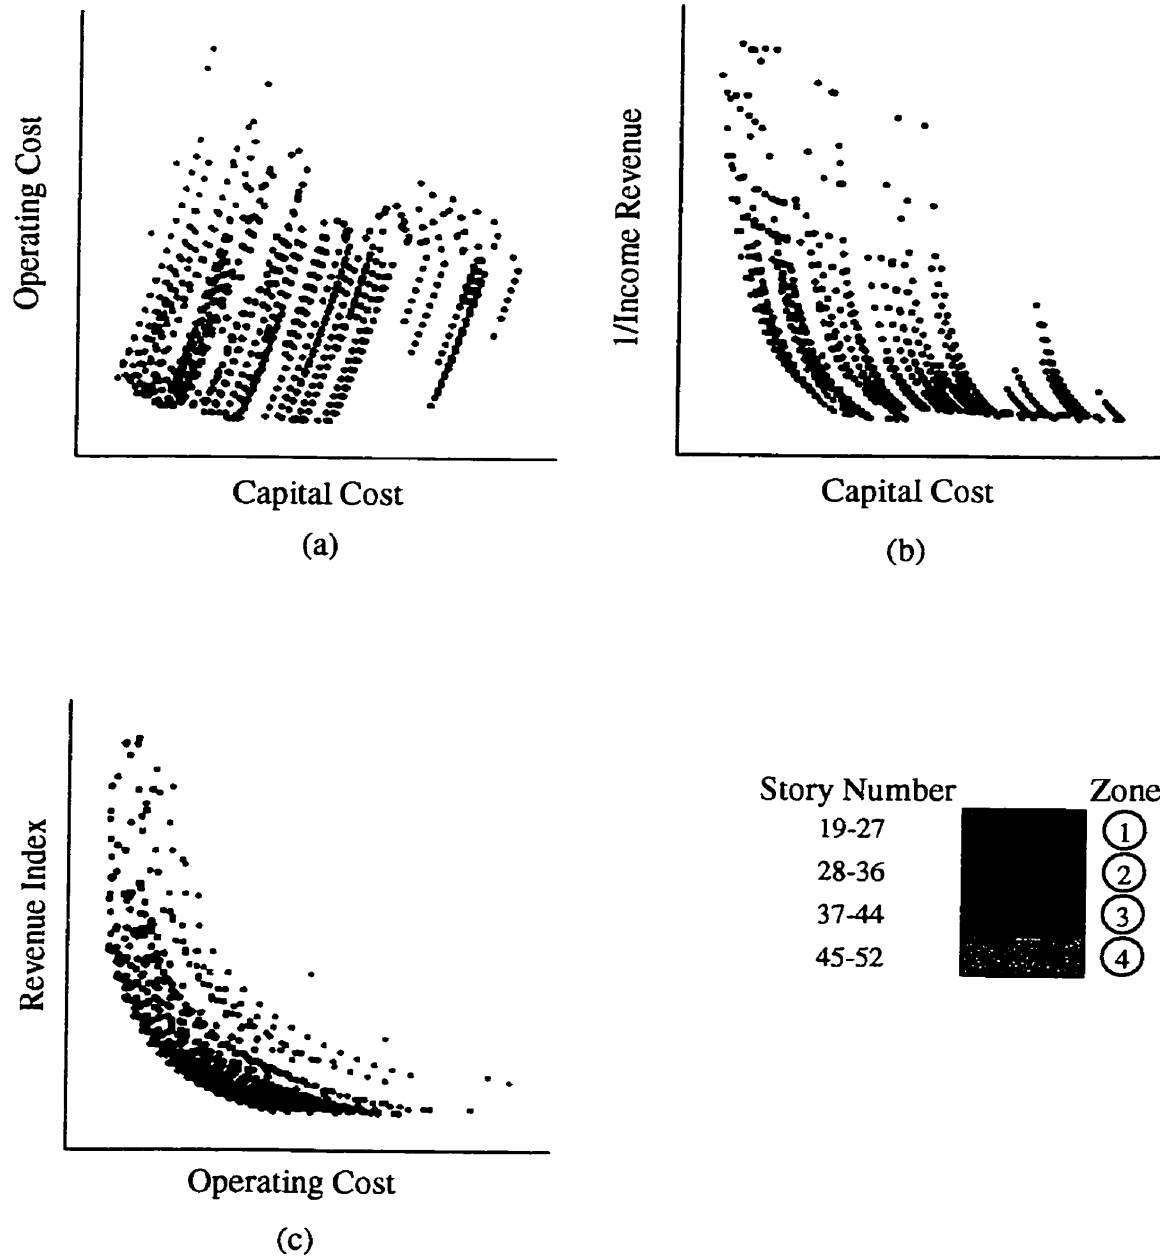 Operating Cost
Capital Cost
(a)
1/Income Revenue
Capital Cost
(b)
Revenue Index
Operating Cost
(c)
Story Number Zone
19-27 1
28-36 2
37-44 3
45-52 4